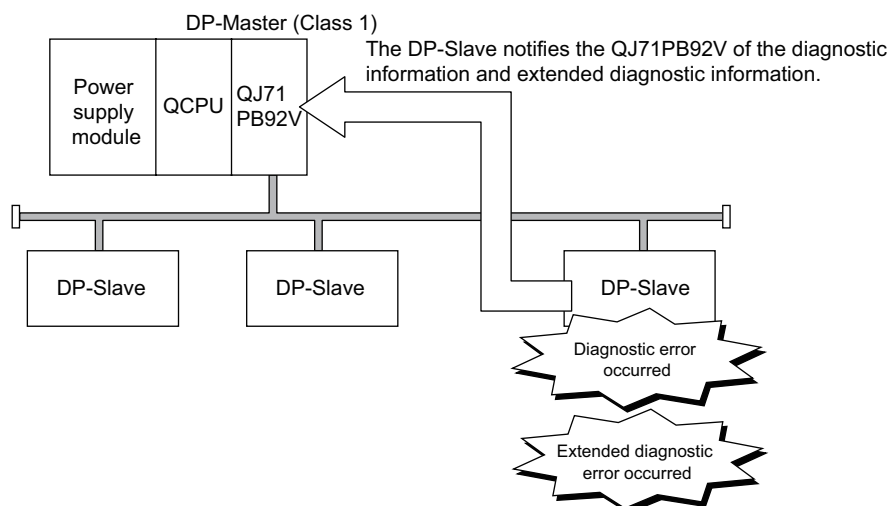 DP-Master (Class 1)
The DP-Slave notifies the QJ71PB92V of the diagnostic
information and extended diagnostic information.
Power
supply
module
QCPU
QJ71
PB92V
DP-Slave
DP-Slave
DP-Slave
Diagnostic error
occurred
Extended diagnostic
error occurred